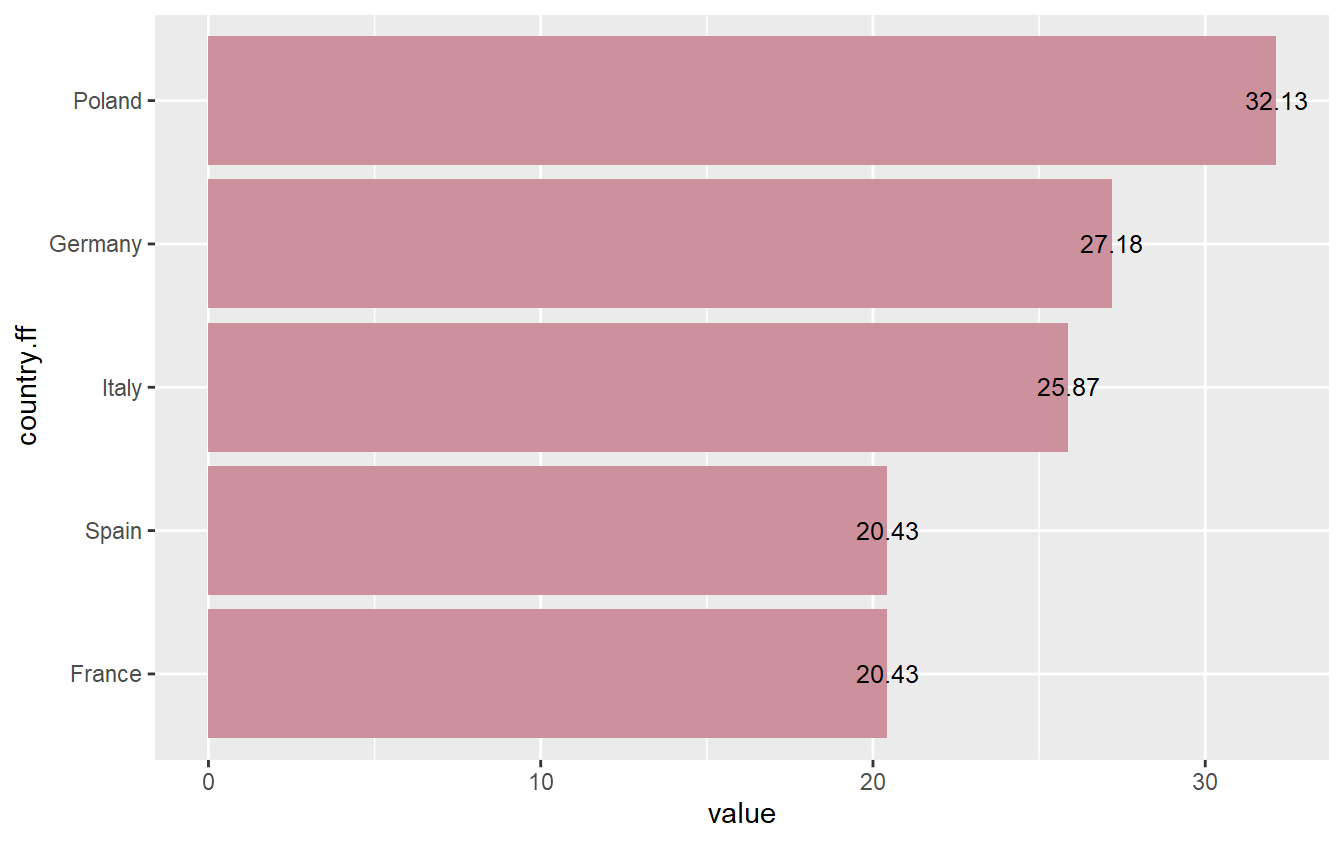 Poland
32.13
Germany
27.18
country.ff
Italy
25.87
Spain
20.43
France
20.43
0 10 20 30
value